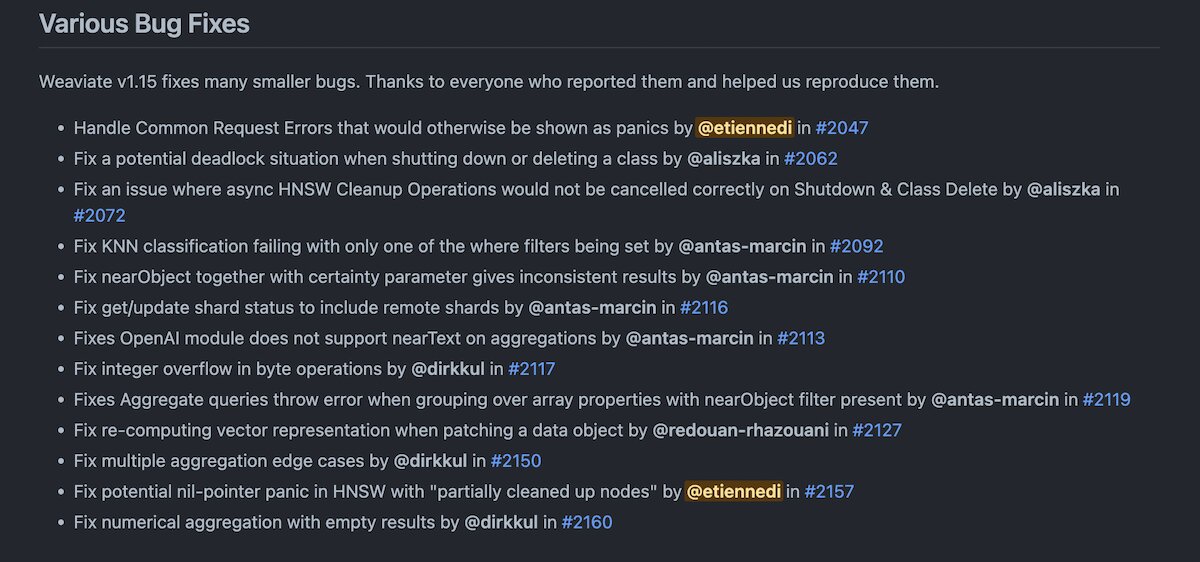 Various Bug Fixes
Weaviate v1.15 fixes many smaller bugs. Thanks to everyone who reported them and helped us reproduce them.
• Handle Common Request Errors that would otherwise be shown as panics by @etiennedi in #2047
• Fix a potential deadlock situation when shutting down or deleting a class by @aliszka in #2062
• Fix an issue where async HNSW Cleanup Operations would not be cancelled correctly on Shutdown & Class Delete by @aliszka in
#2072
• Fix KNN classification failing with only one of the where filters being set by @antas-marcin in #2092
• Fix nearObject together with certainty parameter gives inconsistent results by @antas-marcin in #2110
• Fix get/update shard status to include remote shards by @antas-marcin in #2116
• Fixes OpenAI module does not support nearText on aggregations by @antas-marcin in #2113
• Fix integer overflow in byte operations by @dirkkul in #2117
• Fixes Aggregate queries throw error when grouping over array properties with nearObject filter present by @antas-marcin in #2119
• Fix re-computing vector representation when patching a data object by @redouan-rhazouani in #2127
• Fix multiple aggregation edge cases by @dirkkul in #2150
• Fix potential nil-pointer panic in HNSW with "partially cleaned up nodes" by @etiennedi in #2157
• Fix numerical aggregation with empty results by @dirkkul in #2160